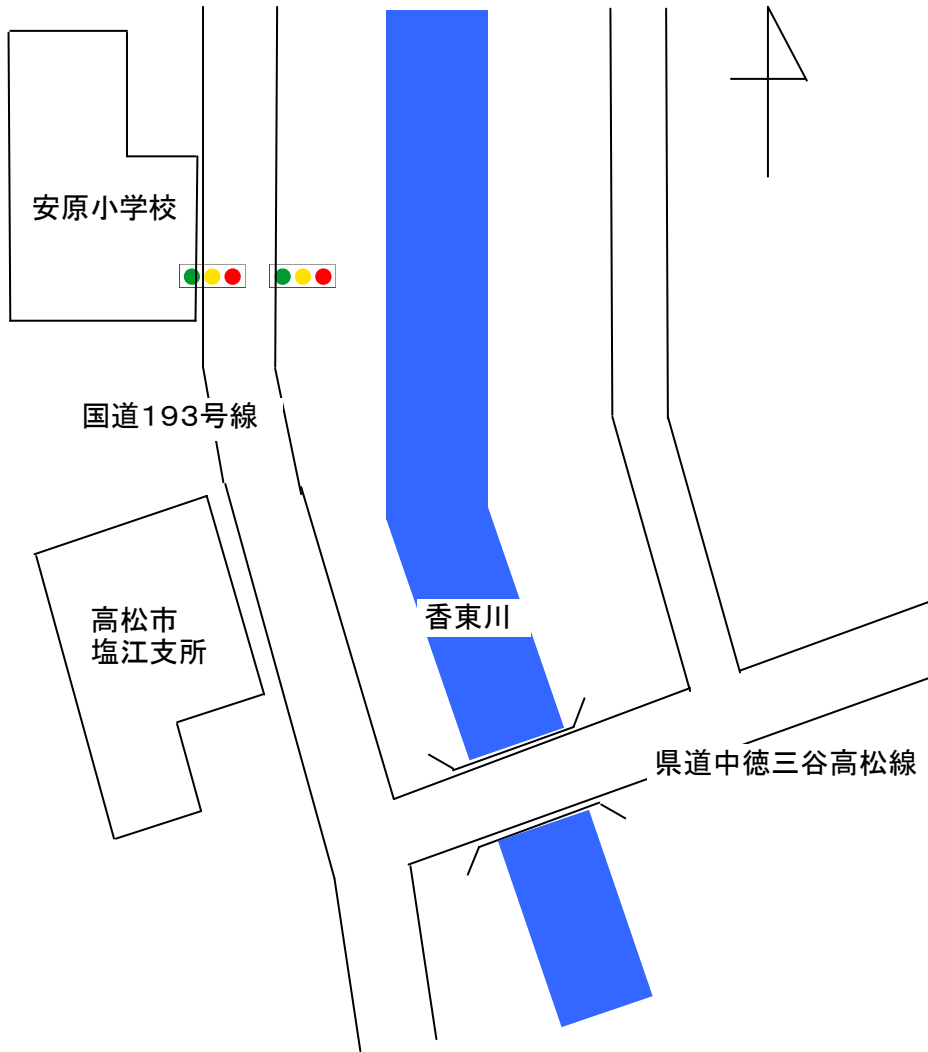 安原小学校
国道193号線
高松市
塩江支所
香東川
県道中徳三谷高松線